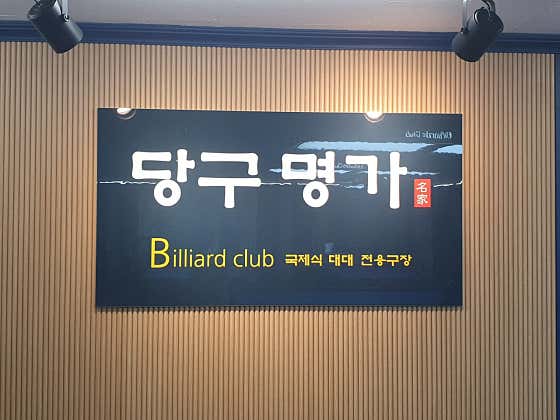 당구 명가 名家
Billiard club 국제식 대대 전용구장